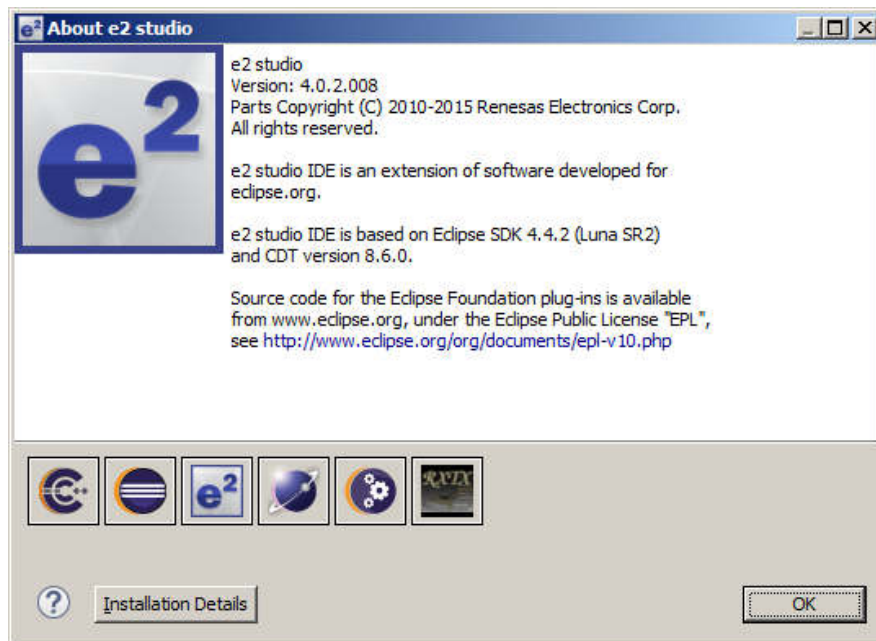 About e2 studio
e2
e2 studio
Version: 4.0.2.008
Parts Copyright (C) 2010-2015 Renesas Electronics Corp.
All rights reserved.
e2 studio IDE is an extension of software developed for
eclipse.org.
e2 studio IDE is based on Eclipse SDK 4.4.2 (Luna SR2)
and CDT version 8.6.0.
Source code for the Eclipse Foundation plug-ins is available
from www.eclipse.org, under the Eclipse Public License "EPL",
see http://www.eclipse.org/org/documents/epl-v10.php
e2
RXTX
Installation Details
OK